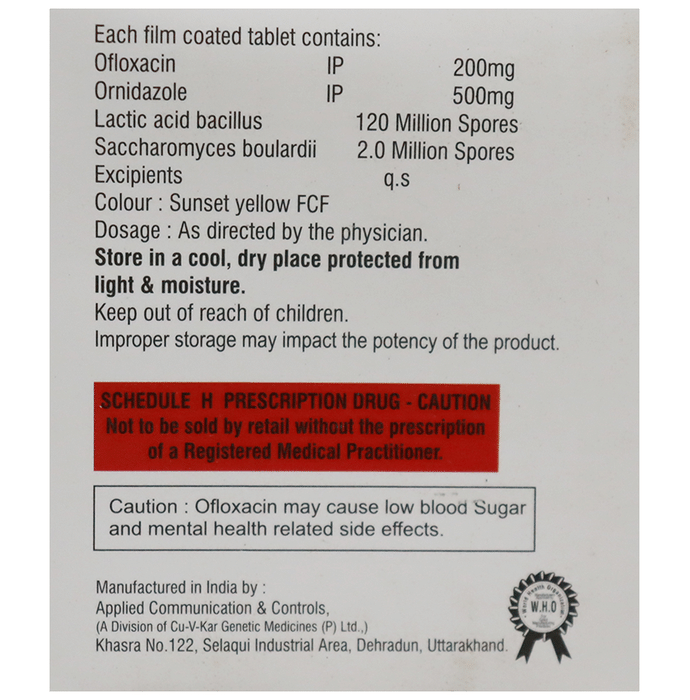 Each film coated tablet contains:
Ofloxacin IP 200mg
Ornidazole IP 500mg
Lactic acid bacillus 120 Million Spores
Saccharomyces boulardii 2.0 Million Spores
Excipients q.s
Colour : Sunset yellow FCF
Dosage : As directed by the physician.
Store in a cool, dry place protected from
light & moisture.
Keep out of reach of children.
Improper storage may impact the potency of the product.
SCHEDULE H PRESCRIPTION DRUG - CAUTION
Not to be sold by retail without the prescription
of a Registered Medical Practitioner.
Caution : Ofloxacin may cause low blood Sugar
and mental health related side effects.
Manufactured in India by :
Applied Communication & Controls,
(A Division of Cu-V-Kar Genetic Medicines (P) Ltd.,)
Khasra No.122, Selaqui Industrial Area, Dehradun, Uttarakhand.
World Health Organization
W.H.O